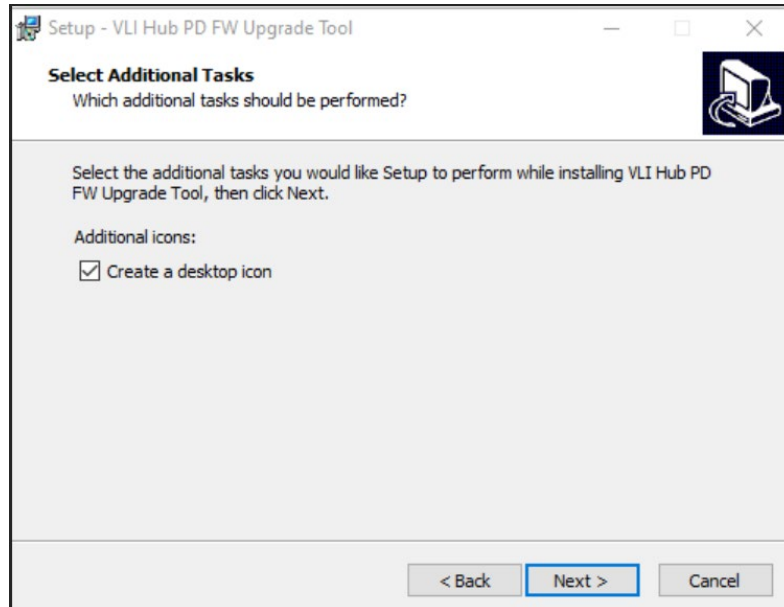 Setup - VLI Hub PD FW Upgrade Tool
Select Additional Tasks
Which additional tasks should be performed?
Select the additional tasks you would like Setup to perform while installing VLI Hub PD
FW Upgrade Tool, then click Next.
Additional icons:
Create a desktop icon
< Back Next > Cancel